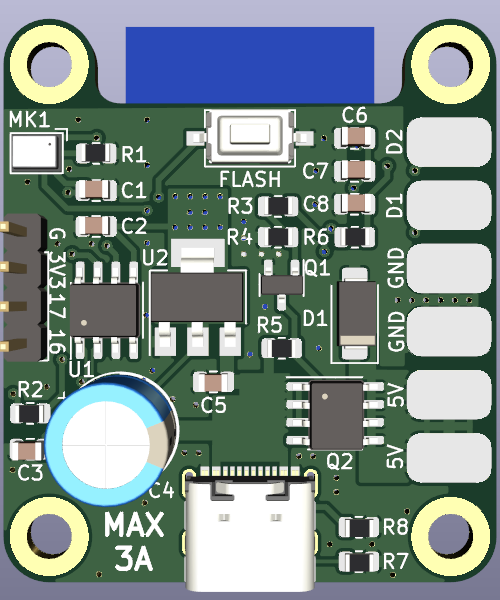 MK1
C6
D2
R1
FLASH
C7
C1
R3
C8
D1
C2
R4
R6
G
3V3
17
16
U2
Q1
GND
D1
R5
GND
U1
R2
C5
5V
C3
Q2
5V
C4
MAX
3A
R8
R7